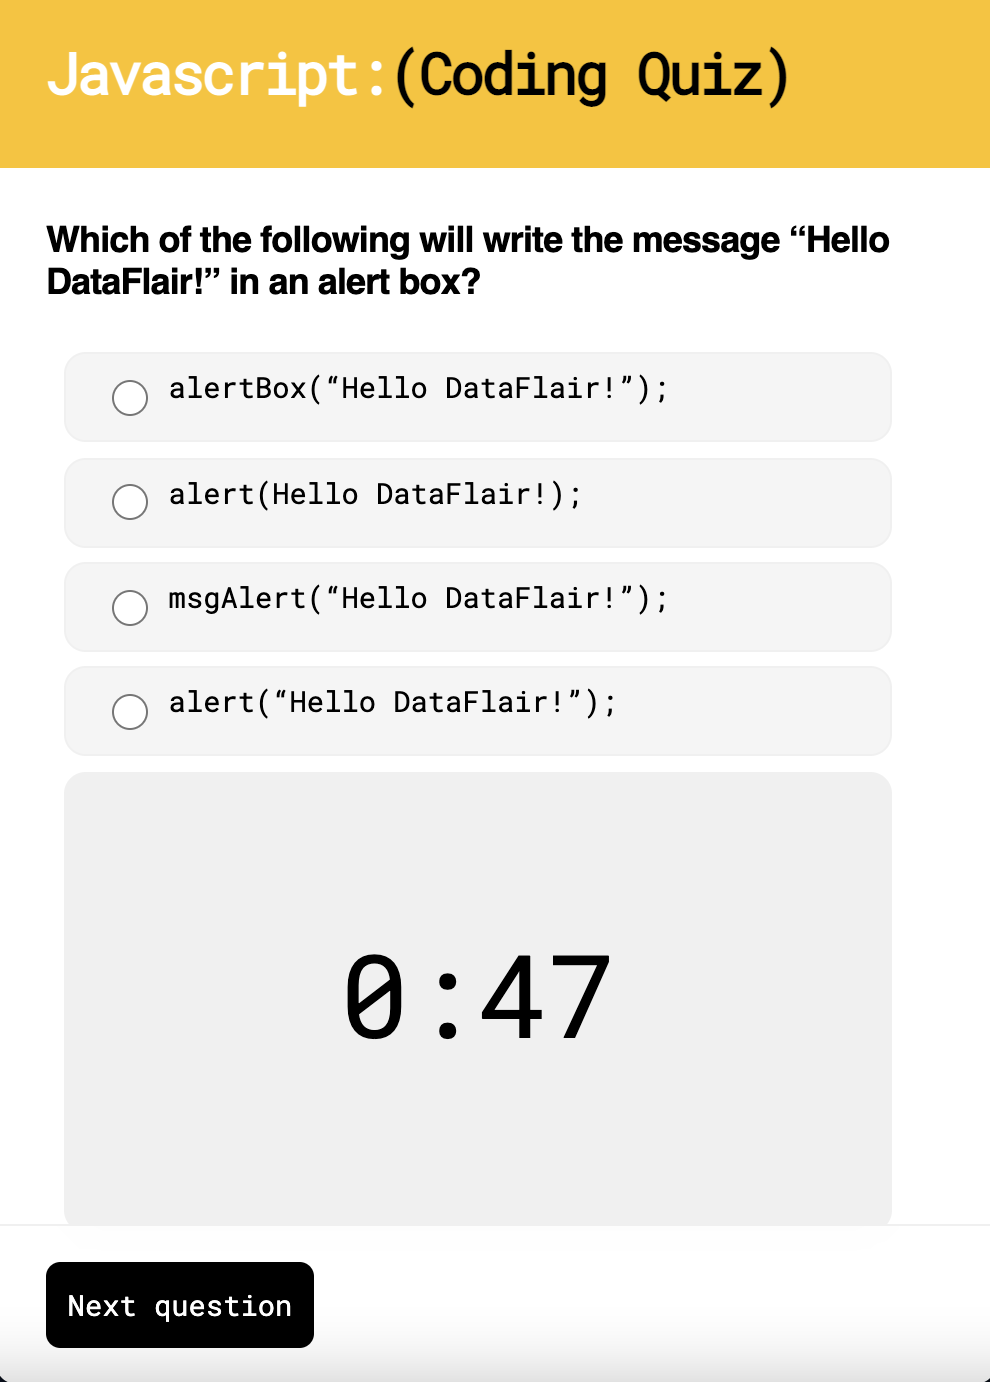 Javascript:(Coding Quiz)
Which of the following will write the message “Hello
DataFlair!” in an alert box?
alertBox(“Hello DataFlair!”);
alert(Hello DataFlair!);
msgAlert(“Hello DataFlair!”);
alert(“Hello DataFlair!”);
0:47
Next question